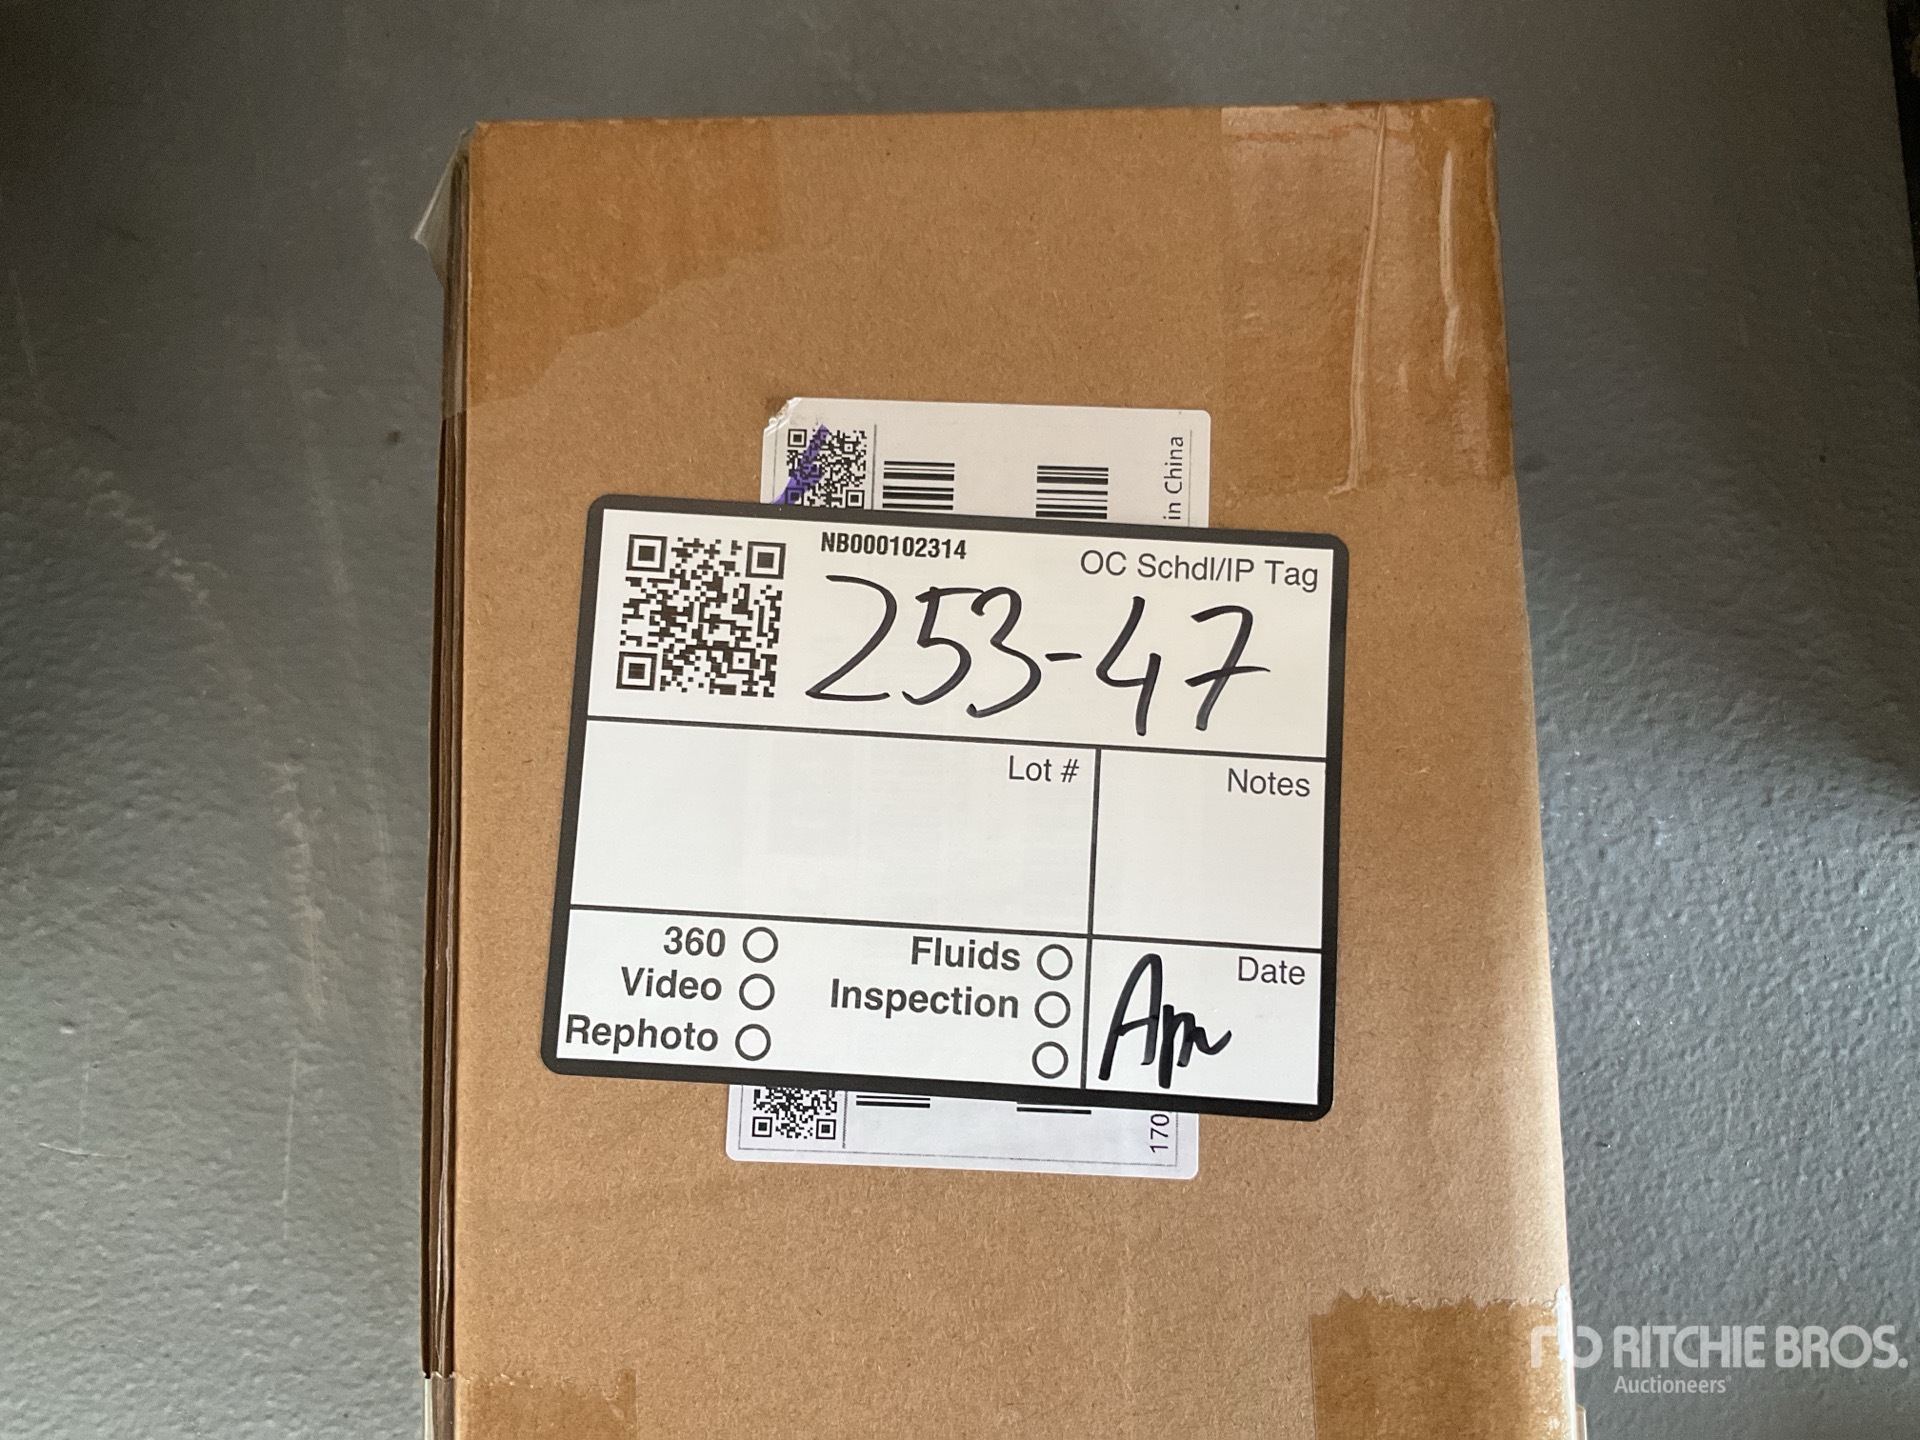 in China
NB000102314
OC Schdl/IP Tag
253-47
Lot #
Notes
360
Video
Rephoto
Fluids
Inspection
Date
170
RITCHIE BROS.
Auctioneers